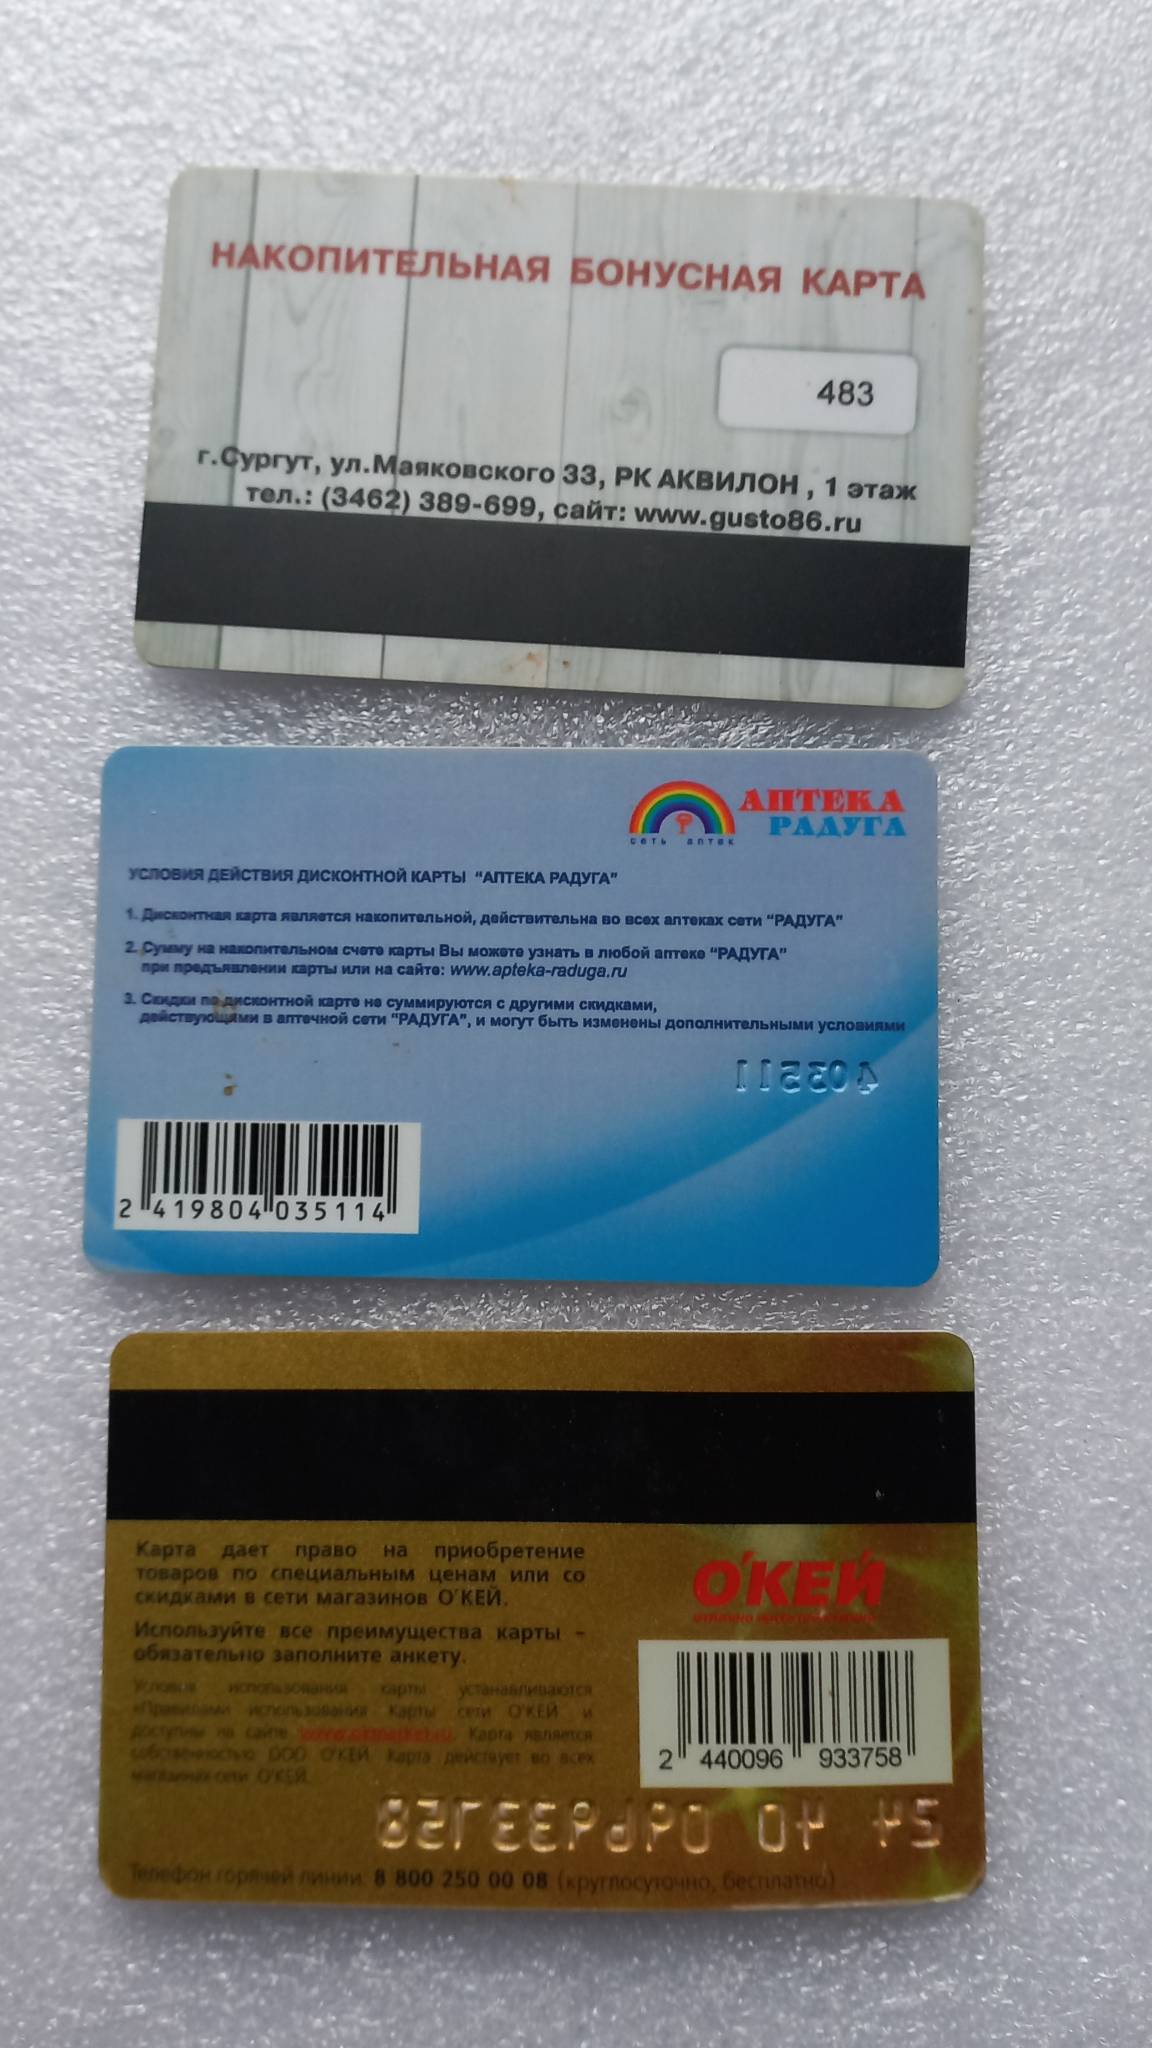 НАКОПИТЕЛЬНАЯ БОНУСНАЯ КАРТА
483
г.Сургут, ул.Маяковского 33, РК АКВИЛОН , 1 этаж
тел.: (3462) 389-699, сайт: www.gusto86.ru
АПТЕКА
РАДУГА
сеть аптек
УСЛОВИЯ ДЕЙСТВИЯ ДИСКОНТНОЙ КАРТЫ "АПТЕКА РАДУГА"
1. Дисконтная карта является накопительной, действительна во всех аптеках сети "РАДУГА"
2. Сумму на накопительном счете карты Вы можете узнать в любой аптеке "РАДУГА"
при предъявлении карты или на сайте: www.apteka-raduga.ru
3. Скидки по дисконтной карте не суммируются с другими скидками,
действующими в аптечной сети "РАДУГА", и могут быть изменены дополнительными условиями
403511
2 419804 035114
Карта дает право на приобретение
товаров по специальным ценам или со
скидками в сети магазинов О'КЕЙ.
Используйте все преимущества карты –
обязательно заполните анкету.
Условия использования карты устанавливаются
«Правилами использования Карты сети О'КЕЙ» и
доступны на сайте www.okmarket.ru. Карта является
собственностью ООО О'КЕЙ. Карта действует во всех
магазинах сети О'КЕЙ.
О'КЕЙ
2 440096 933758
Телефон горячей линии: 8 800 250 00 08 (круглосуточно, бесплатно)